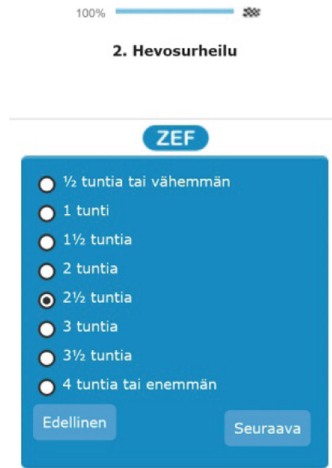 100%
2. Hevosurheilu
ZEF
½ tuntia tai vähemmän
1 tunti
1½ tuntia
2 tuntia
2½ tuntia
3 tuntia
3½ tuntia
4 tuntia tai enemmän
Edellinen
Seuraava